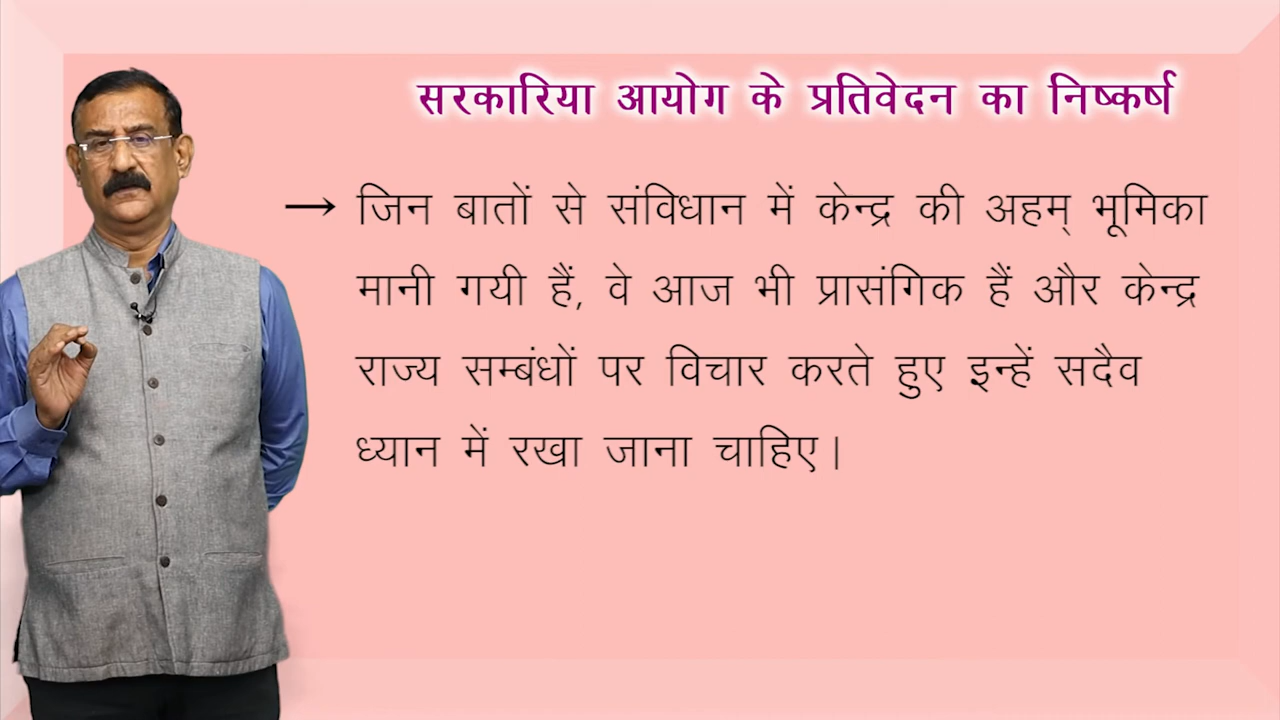 सरकारिया आयोग के प्रतिवेदन का निष्कर्ष
→ जिन बातों से संविधान में केन्द्र की अहम् भूमिका
मानी गयी हैं, वे आज भी प्रासंगिक हैं और केन्द्र
राज्य सम्बंधों पर विचार करते हुए इन्हें सदैव
ध्यान में रखा जाना चाहिए।